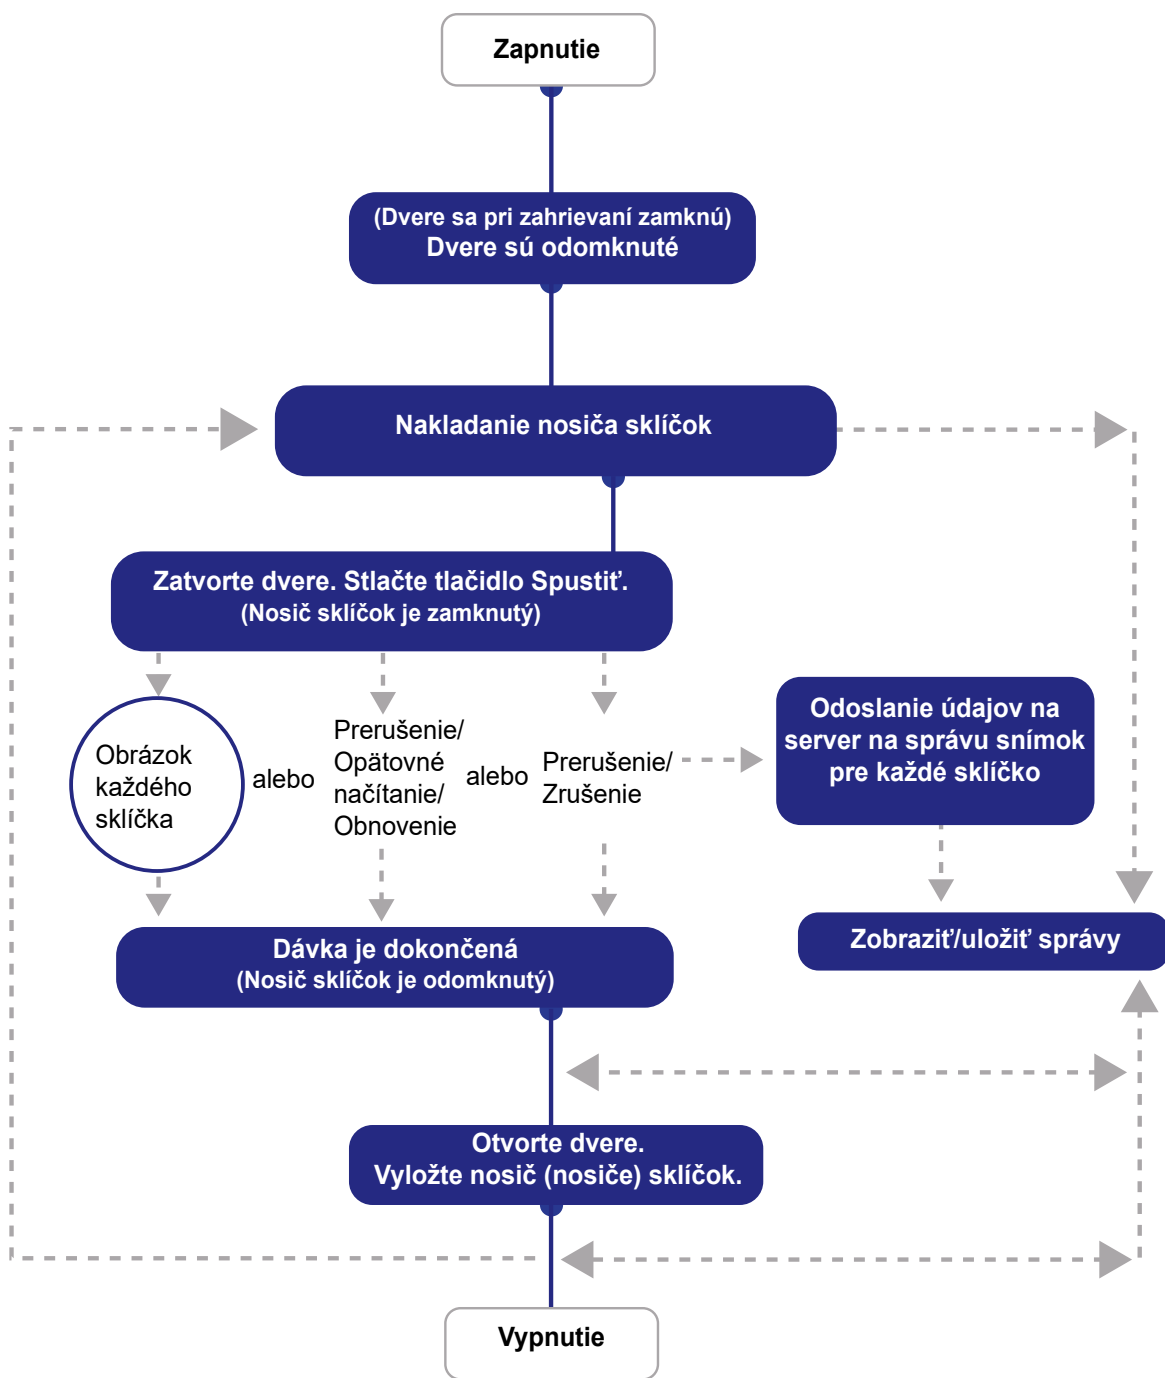 Zapnutie
(Dvere sa pri zahrievaní zamknú)
Dvere sú odomknuté
Nakladanie nosiča sklíčok
Zatvorte dvere. Stlačte tlačidlo Spustiť.
(Nosič sklíčok je zamknutý)
Obrázok
každého
sklíčka
alebo
Prerušenie/
Opätovné
načítanie/
Obnovenie
alebo
Prerušenie/
Zrušenie
Odoslanie údajov na
server na správu snímok
pre každé sklíčko
Dávka je dokončená
(Nosič sklíčok je odomknutý)
Zobraziť/uložiť správy
Otvorte dvere.
Vyložte nosič (nosiče) sklíčok.
Vypnutie